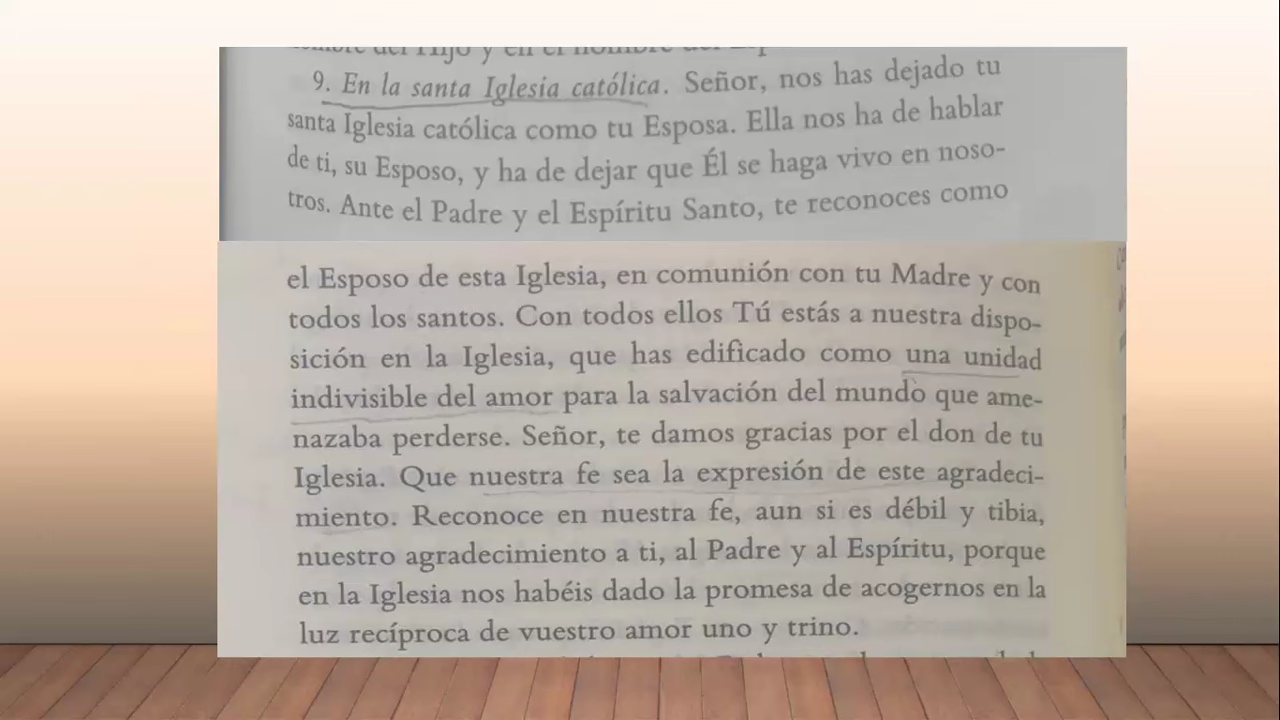 9. En la santa Iglesia católica. Señor, nos has dejado tu
santa Iglesia católica como tu Esposa. Ella nos ha de hablar
de ti, su Esposo, y ha de dejar que Él se haga vivo en noso-
tros. Ante el Padre y el Espíritu Santo, te reconoces como
el Esposo de esta Iglesia, en comunión con tu Madre y con
todos los santos. Con todos ellos Tú estás a nuestra dispo-
sición en la Iglesia, que has edificado como una unidad
indivisible del amor para la salvación del mundo que ame-
nazaba perderse. Señor, te damos gracias por el don de tu
Iglesia. Que nuestra fe sea la expresión de este agradeci-
miento. Reconoce en nuestra fe, aun si es débil y tibia,
nuestro agradecimiento a ti, al Padre y al Espíritu, porque
en la Iglesia nos habéis dado la promesa de acogernos en la
luz recíproca de vuestro amor uno y trino.